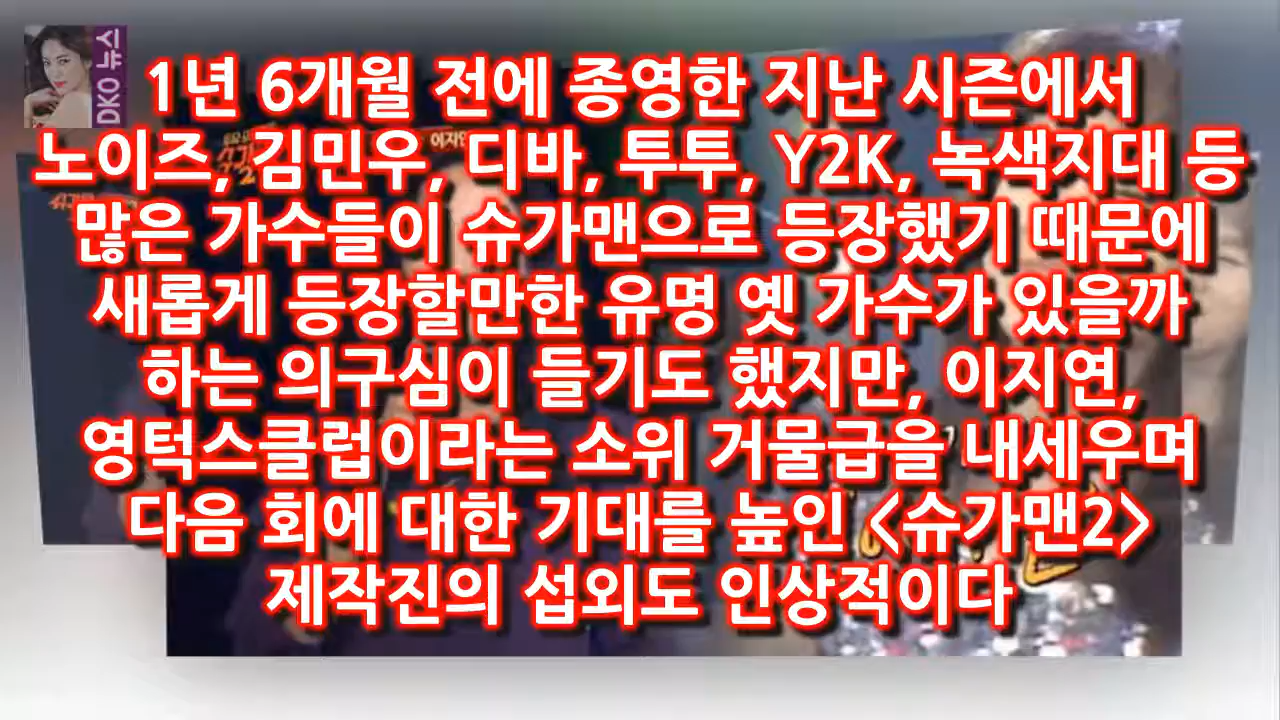 DKO 뉴스
1년 6개월 전에 종영한 지난 시즌에서
노이즈, 김민우, 디바, 투투, Y2K, 녹색지대 등
많은 가수들이 슈가맨으로 등장했기 때문에
새롭게 등장할만한 유명 옛 가수가 있을까
하는 의구심이 들기도 했지만, 이지연,
영턱스클럽이라는 소위 거물급을 내세우며
다음 회에 대한 기대를 높인 <슈가맨2>
제작진의 섭외도 인상적이다